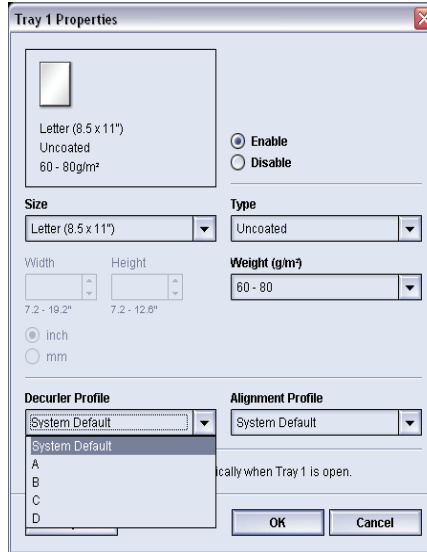 Tray 1 Properties
Letter (8.5 x 11")
Uncoated
60 - 80g/m²
Enable
Disable
Size
Type
Letter (8.5 x 11")
Uncoated
Width
Height
Weight (g/m²)
60 - 80
7.2 - 19.2"
7.2 - 12.6"
inch
mm
Decurler Profile
Alignment Profile
System Default
System Default
System Default
A
ically when Tray 1 is open.
B
C
D
OK
Cancel